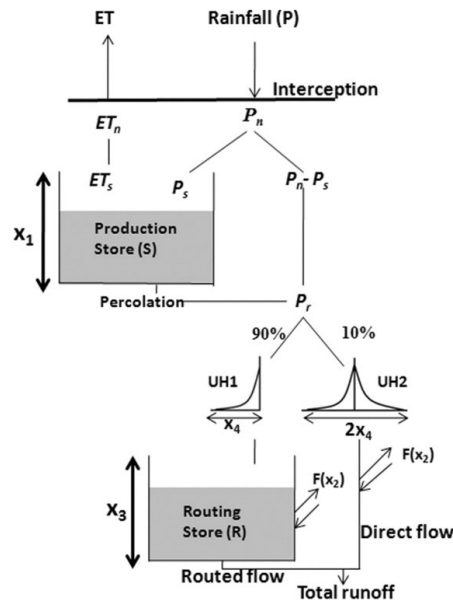 ET Rainfall (P)
Interception
ETn Pn
ETs Ps Pn- Ps
x1
Production
Store (S)
Percolation Pr
90% 10%
UH1 UH2
x4 2x4
F(x2) F(x2)
x3
Routing
Store (R)
Direct flow
Routed flow
Total runoff